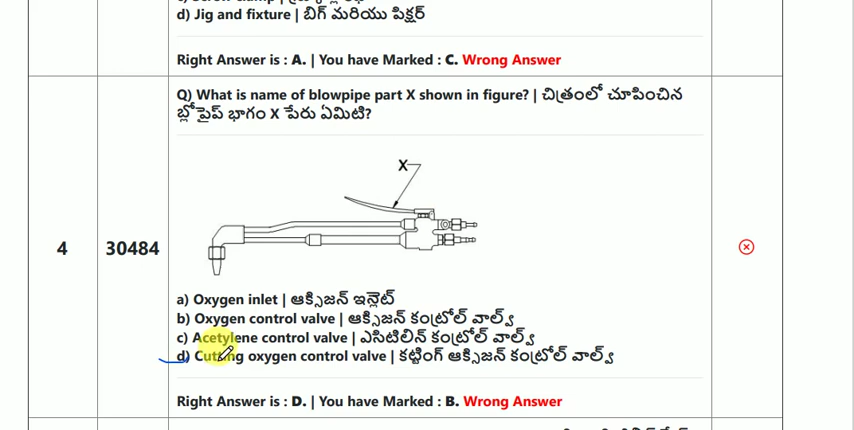 d) Jig and fixture | బిగ్ మరియు పిక్షర్
Right Answer is : A. | You have Marked : C. Wrong Answer
Q) What is name of blowpipe part X shown in figure? | చిత్రంలో చూపించిన
బ్లోపైప్ భాగం X పేరు ఏమిటి?
X
4
30484
a) Oxygen inlet | ఆక్సిజన్ ఇన్లెట్
b) Oxygen control valve | ఆక్సిజన్ కంట్రోల్ వాల్వ్
c) Acetylene control valve | ఎసిటిలిన్ కంట్రోల్ వాల్వ్
d) Cutting oxygen control valve | కట్టింగ్ ఆక్సిజన్ కంట్రోల్ వాల్వ్
Right Answer is : D. | You have Marked : B. Wrong Answer